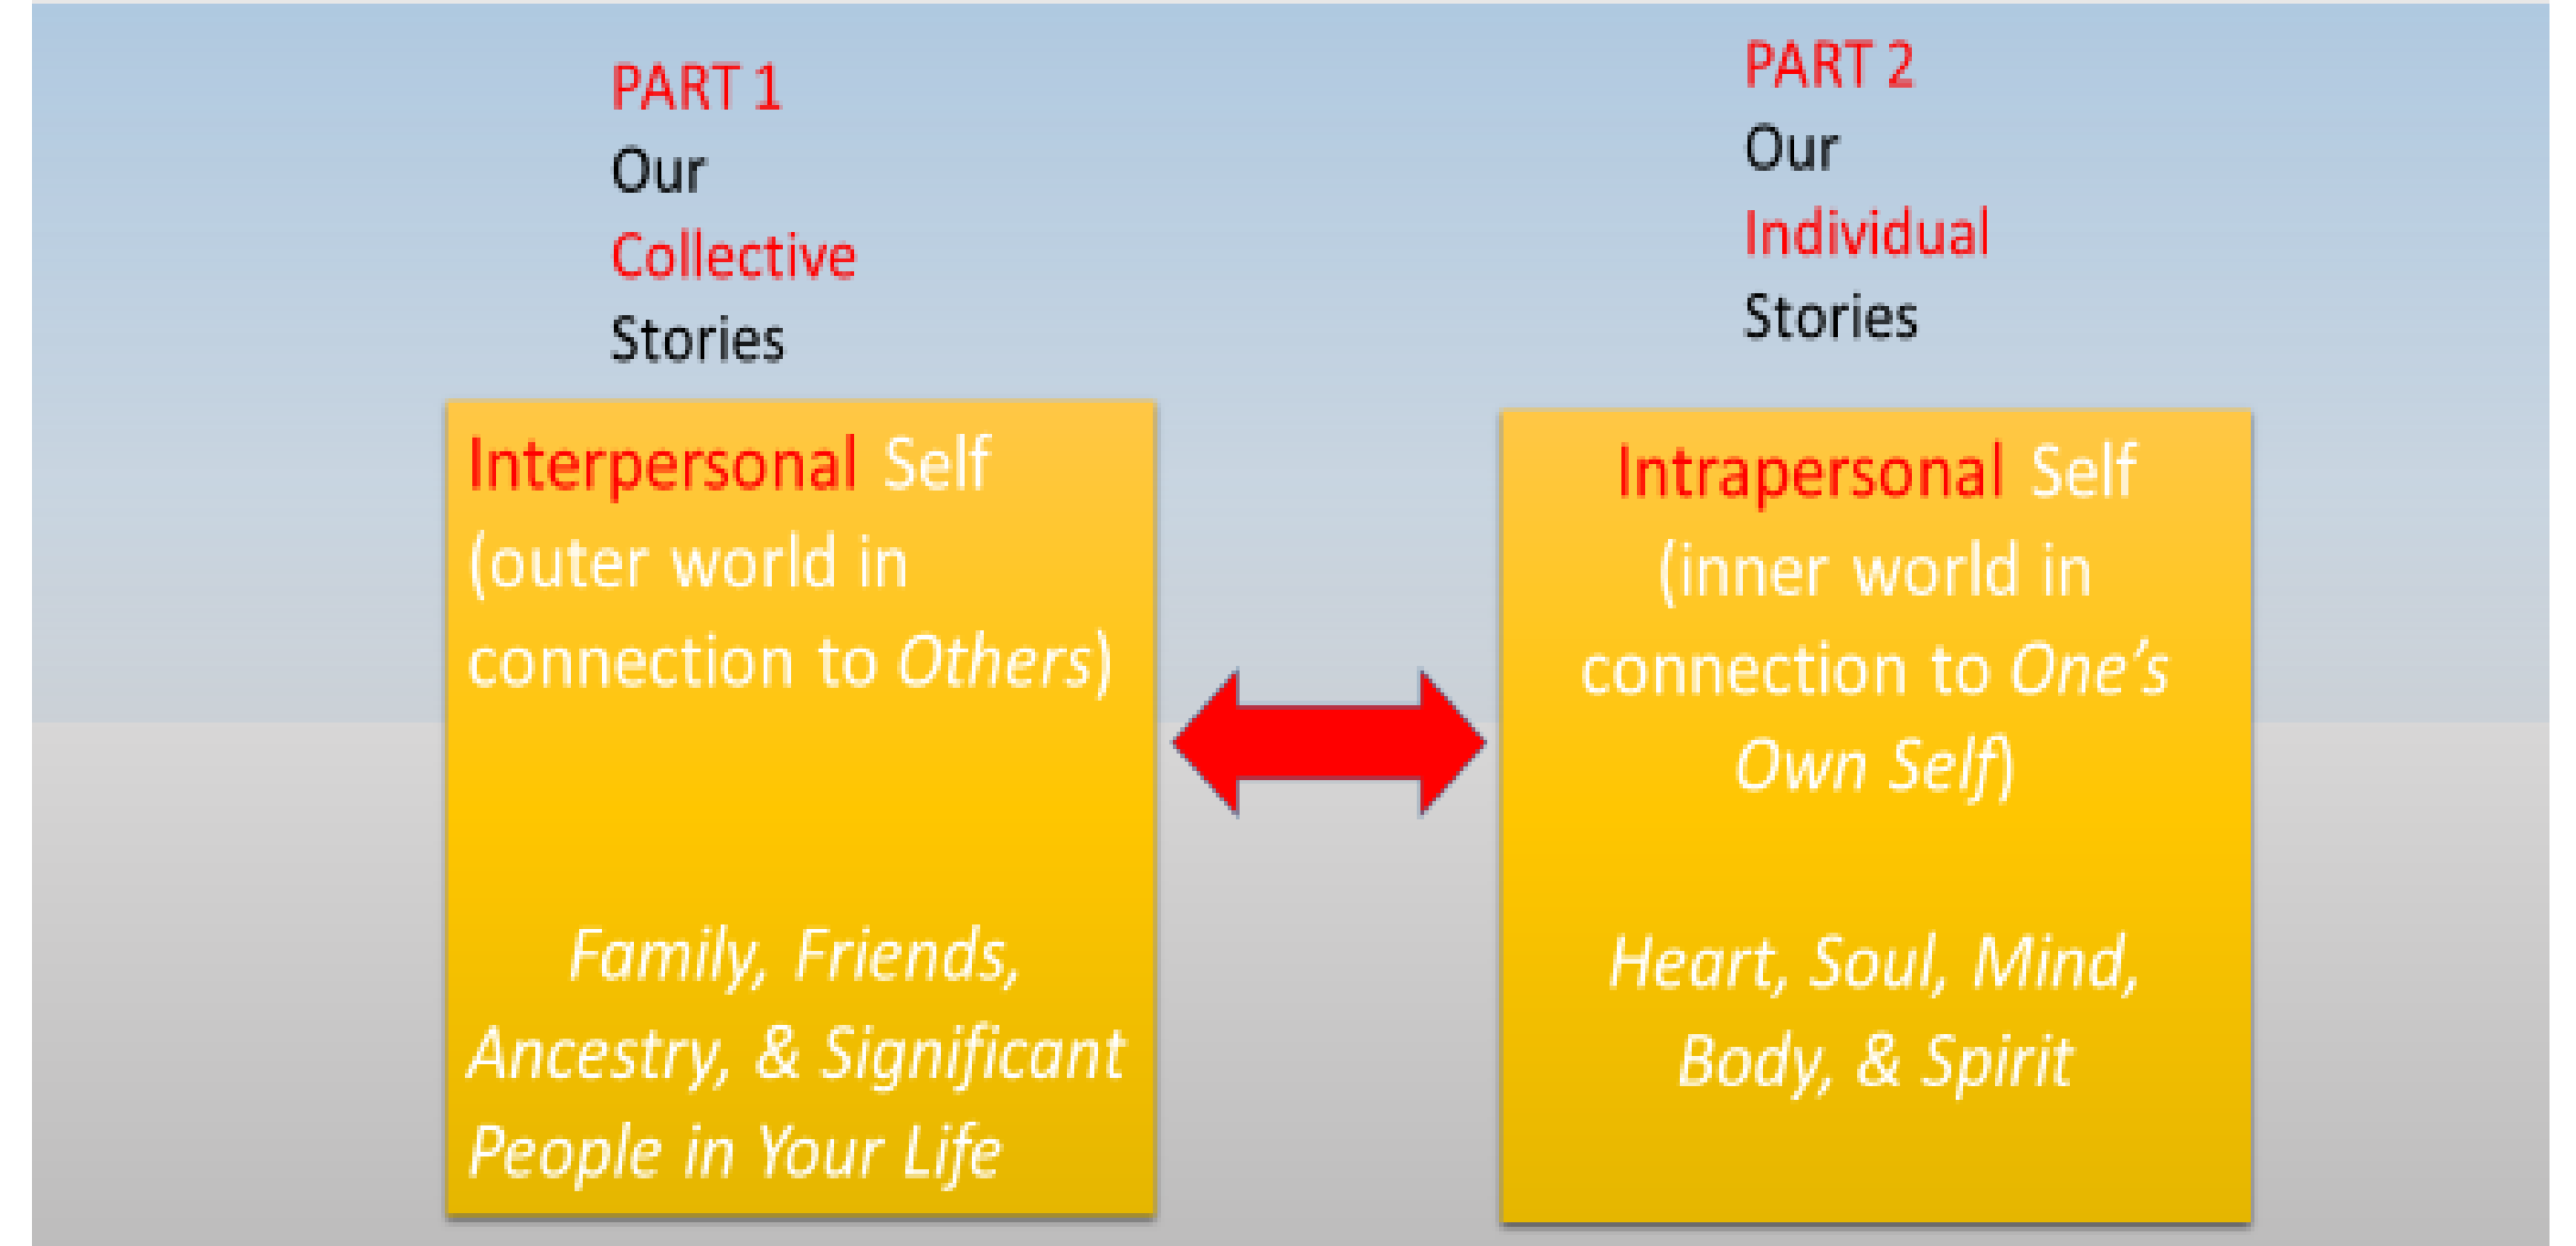 PART 1
Our
Collective
Stories
Interpersonal Self
(outer world in
connection to Others)
Family, Friends,
Ancestry, & Significant
People in Your Life
PART 2
Our
Individual
Stories
Intrapersonal Self
(inner world in
connection to One's
Own Self)
Heart, Soul, Mind,
Body, & Spirit